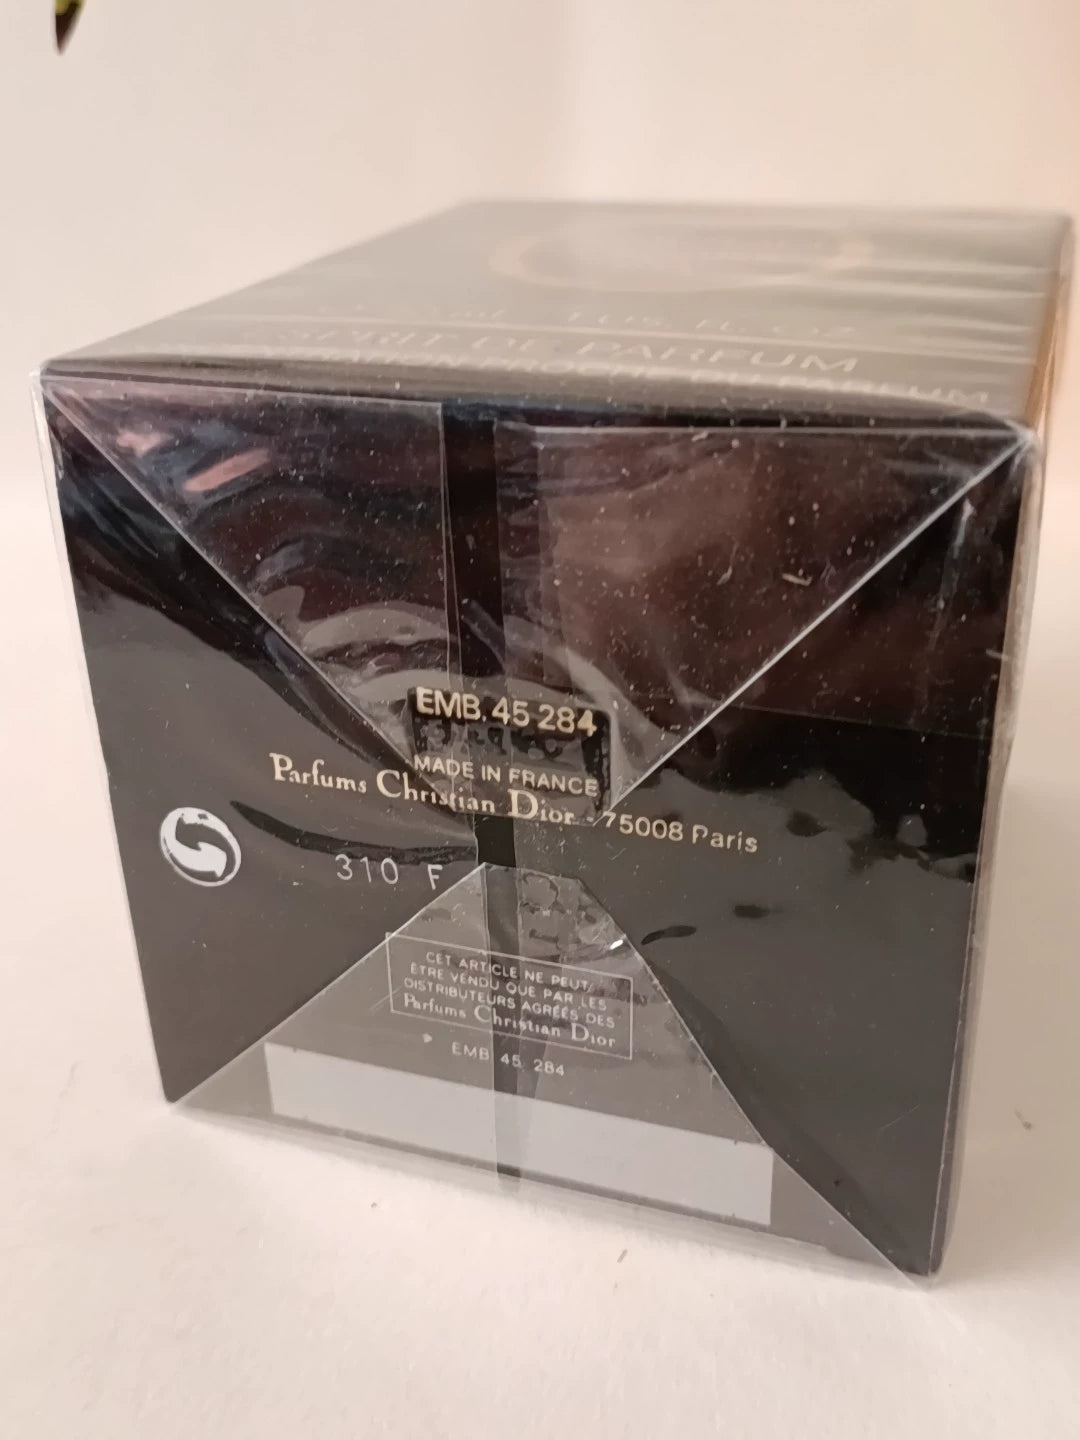 ESPRIT DE PARFUM
EMB. 45 284
MADE IN FRANCE
Parfums Christian Dior - 75008 Paris
310 F
CET ARTICLE NE PEUT
ÊTRE VENDU QUE PAR LES
DISTRIBUTEURS AGRÉÉS DES
Parfums Christian Dior
EMB 45 284